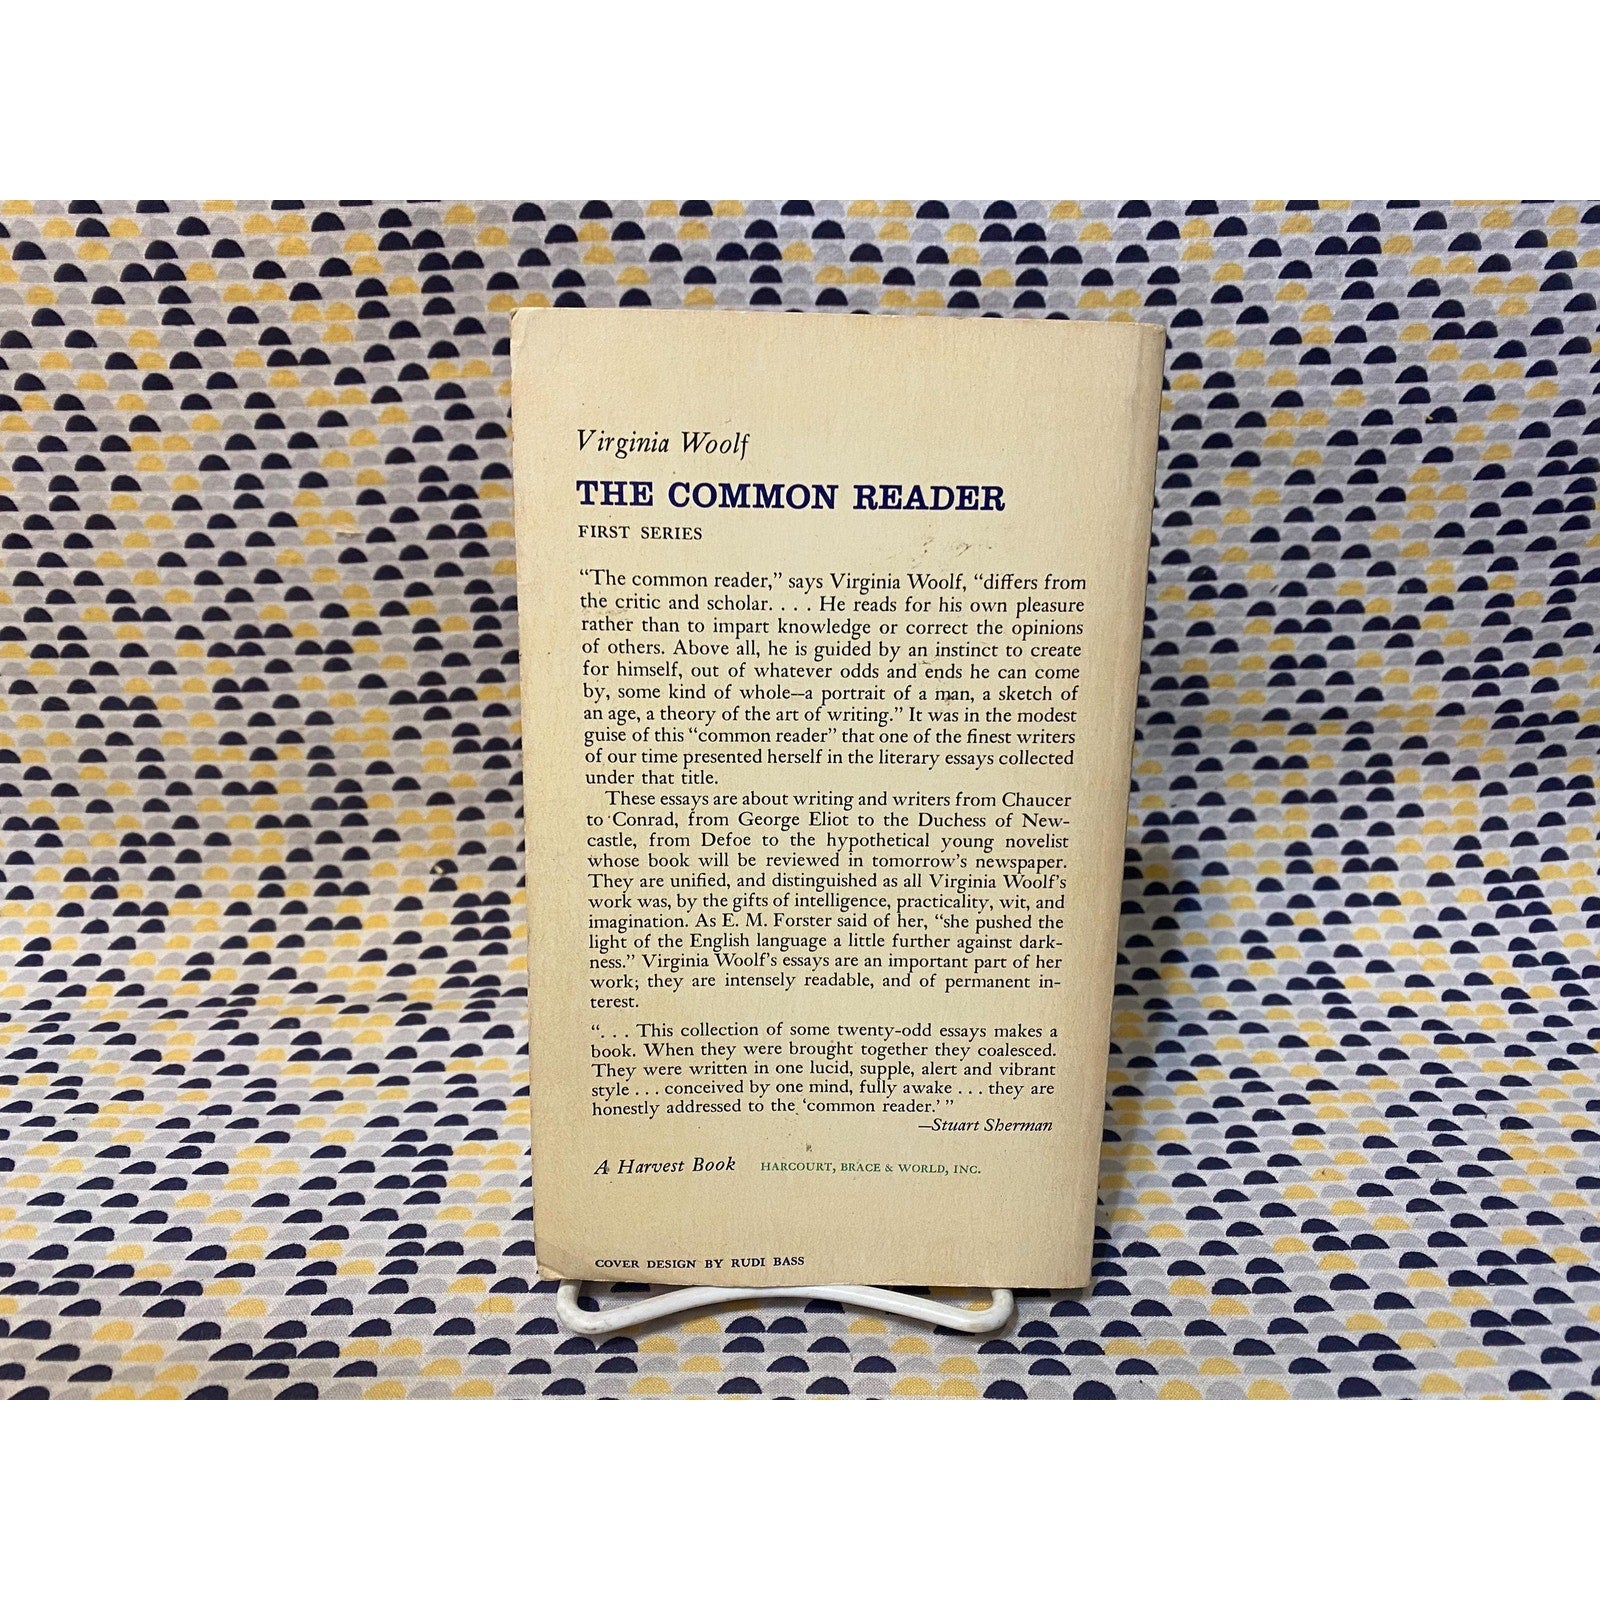 Virginia Woolf
THE COMMON READER
FIRST SERIES
“The common reader,” says Virginia Woolf, “differs from
the critic and scholar. . . . He reads for his own pleasure
rather than to impart knowledge or correct the opinions
of others. Above all, he is guided by an instinct to create
for himself, out of whatever odds and ends he can come
by, some kind of whole--a portrait of a man, a sketch of
an age, a theory of the art of writing.” It was in the modest
guise of this “common reader” that one of the finest writers
of our time presented herself in the literary essays collected
under that title.
These essays are about writing and writers from Chaucer
to Conrad, from George Eliot to the Duchess of New-
castle, from Defoe to the hypothetical young novelist
whose book will be reviewed in tomorrow’s newspaper.
They are unified, and distinguished as all Virginia Woolf’s
work was, by the gifts of intelligence, practicality, wit, and
imagination. As E. M. Forster said of her, “she pushed the
light of the English language a little further against dark-
ness.” Virginia Woolf’s essays are an important part of her
work; they are intensely readable, and of permanent in-
terest.
“. . . This collection of some twenty-odd essays makes a
book. When they were brought together they coalesced.
They were written in one lucid, supple, alert and vibrant
style . . . conceived by one mind, fully awake . . . they are
honestly addressed to the ‘common reader.’ ”
—Stuart Sherman
A Harvest Book HARCOURT, BRACE & WORLD, INC.
COVER DESIGN BY RUDI BASS